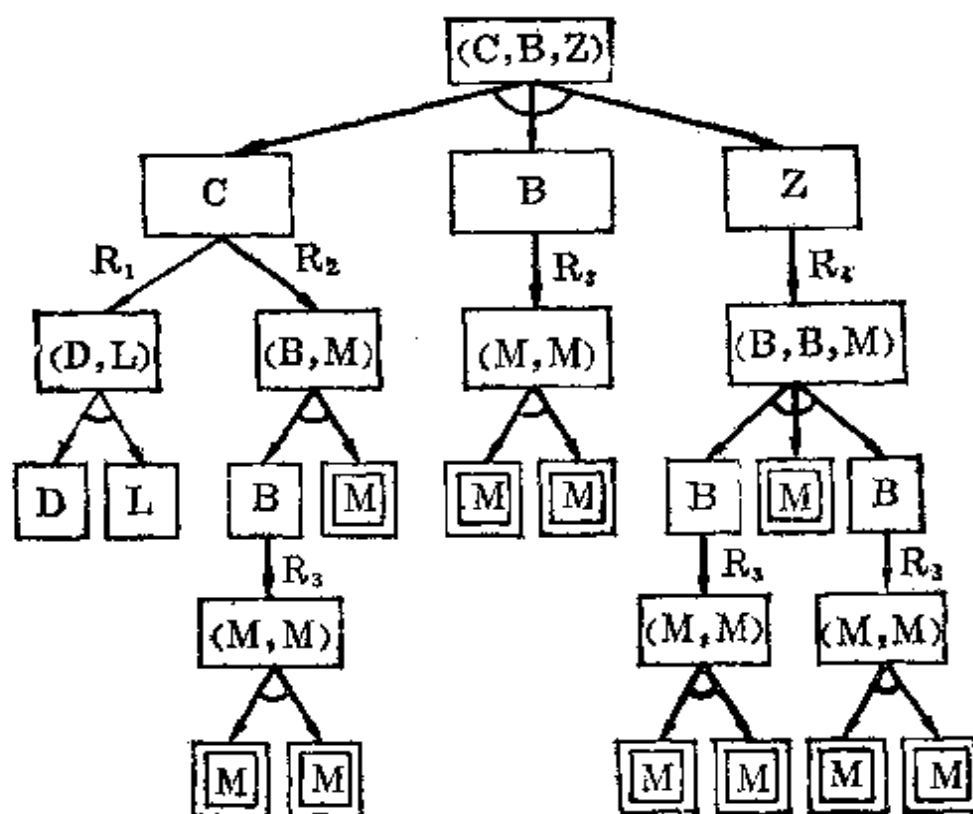 (C,B,Z)
C B Z
R₁ R₂ R₃ R₄
(D,L) (B,M) (M,M) (B,B,M)
D L B M M M B M B
R₃ R₃ R₃
(M,M) (M,M) (M,M)
M M M M M M